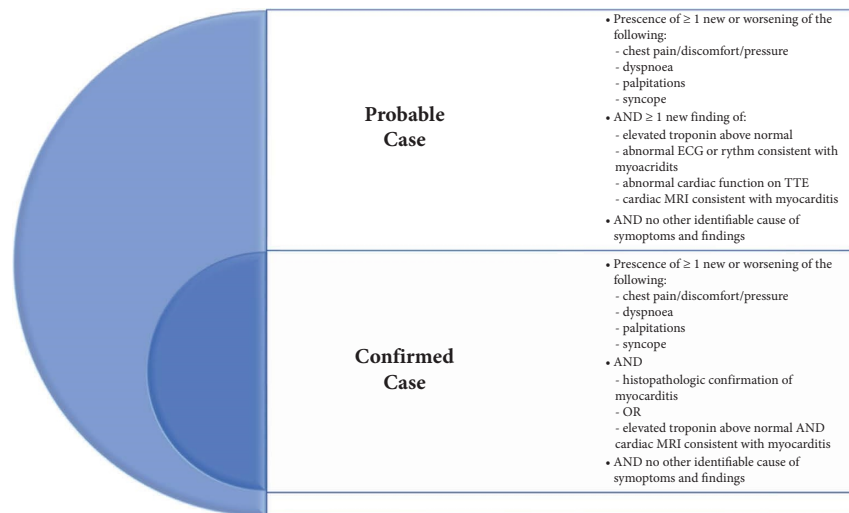 Probable
Case
• Prescence of ≥ 1 new or worsening of the
following:
- chest pain/discomfort/pressure
- dyspnoea
- palpitations
- syncope
• AND ≥ 1 new finding of:
- elevated troponin above normal
- abnormal ECG or rythm consistent with
myoacridits
- abnormal cardiac function on TTE
- cardiac MRI consistent with myocarditis
• AND no other identifiable cause of
symoptoms and findings
Confirmed
Case
• Prescence of ≥ 1 new or worsening of the
following:
- chest pain/discomfort/pressure
- dyspnoea
- palpitations
- syncope
• AND
- histopathologic confirmation of
myocarditis
- OR
- elevated troponin above normal AND
cardiac MRI consistent with myocarditis
• AND no other identifiable cause of
symoptoms and findings